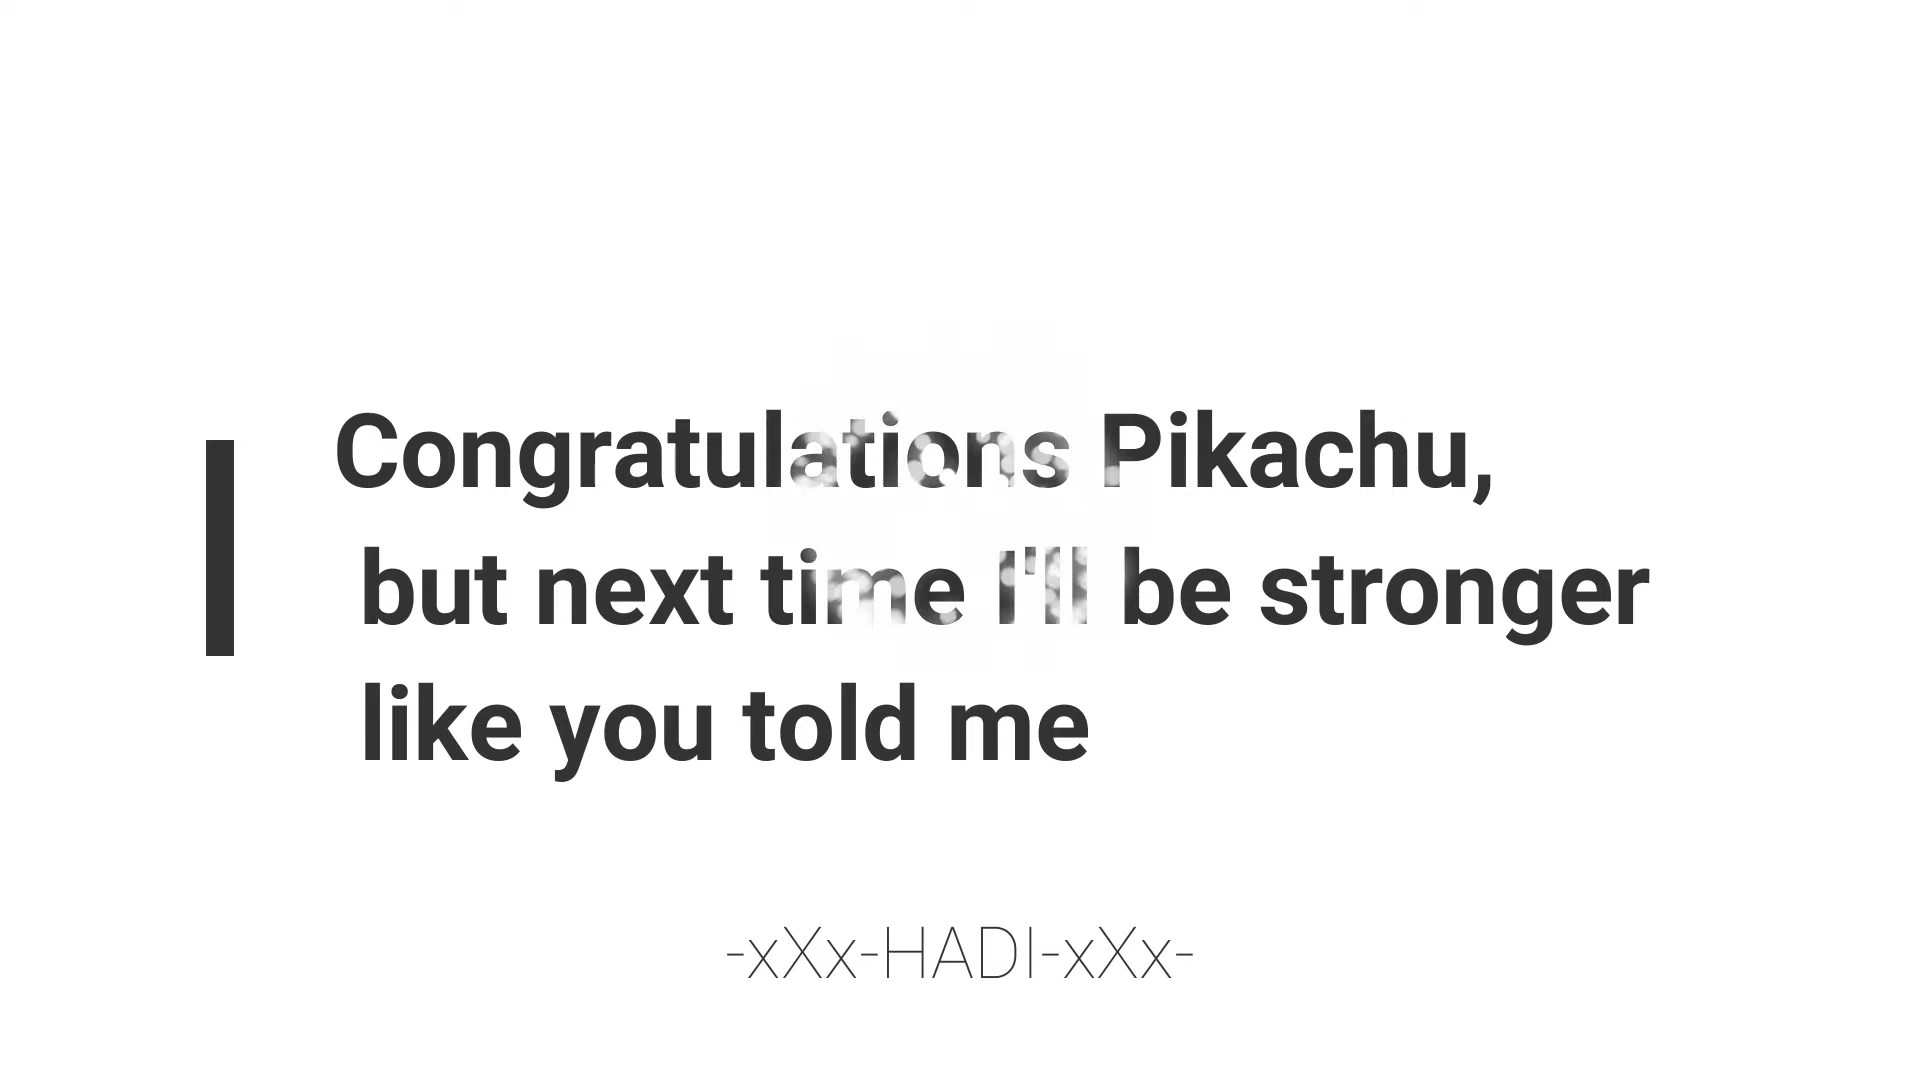 Congratulations Pikachu,
but next time I'll be stronger
like you told me
-xXx-HADI-xXx-